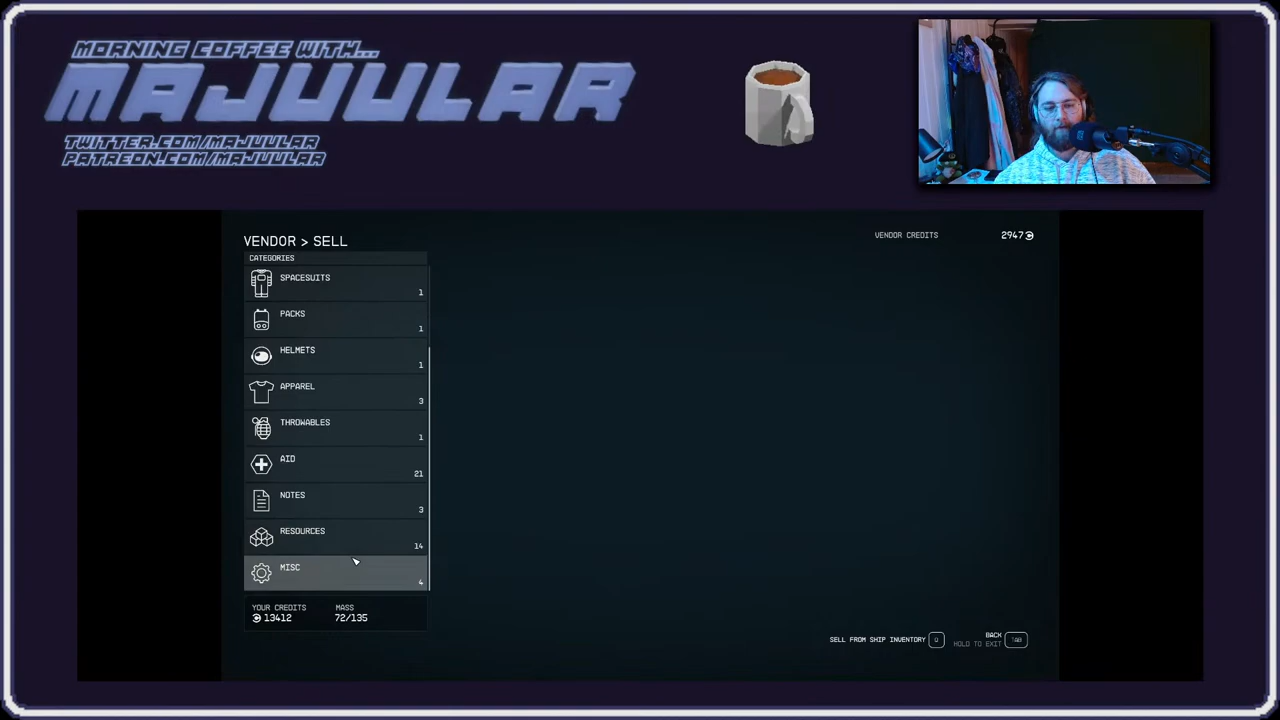 MORNING COFFEE WITH...
MAJUULAR
TWITTER.COM/MAJUULAR
PATREON.COM/MAJUULAR
VENDOR > SELL
VENDOR CREDITS 2947
CATEGORIES
SPACESUITS
1
PACKS
1
HELMETS
1
APPAREL
3
THROWABLES
1
AID
21
NOTES
3
RESOURCES
14
MISC
4
YOUR CREDITS MASS
13412 72/135
SELL FROM SHIP INVENTORY Q
BACK
HOLD TO EXIT TAB